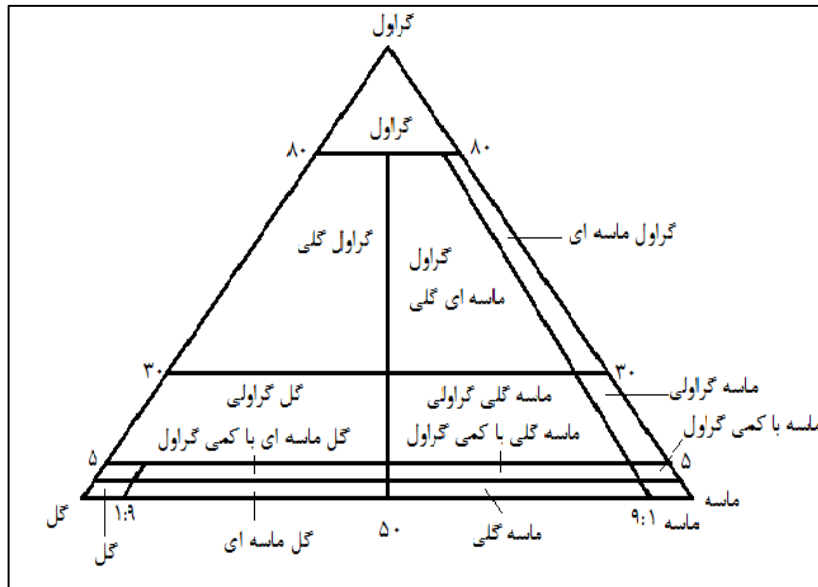 گراول
گراول
۸۰
۸۰
گراول ماسه ای
گراول گلی
گراول
ماسه ای گلی
۳۰
۳۰
ماسه گراولی
گل گراولی
ماسه گلی گراولی
ماسه با کمی گراول
گل ماسه ای با کمی گراول
ماسه گلی با کمی گراول
۵
۵
گل
۱:۹
۵۰
۹:۱
ماسه
ماسه
گل
گل ماسه ای
ماسه گلی